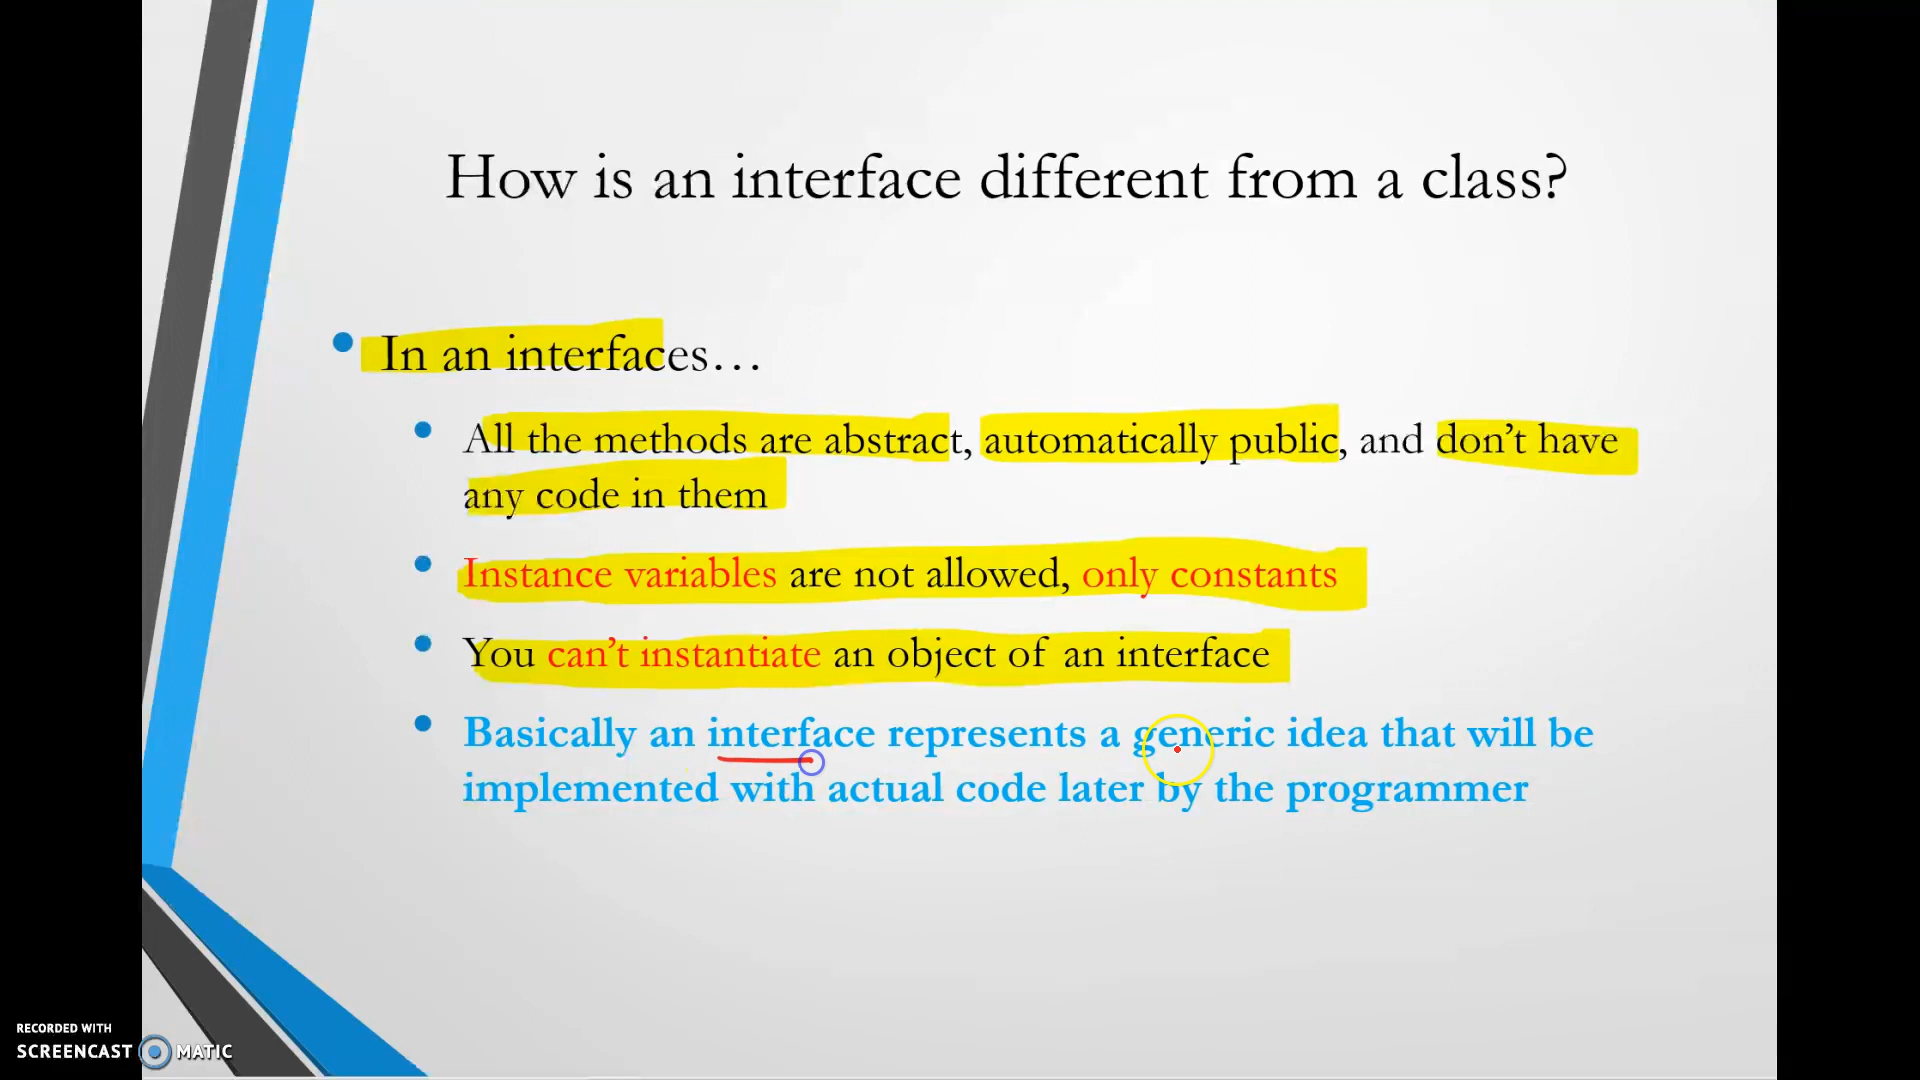 How is an interface different from a class?
In an interfaces…
All the methods are abstract, automatically public, and don’t have
any code in them
Instance variables are not allowed, only constants
You can’t instantiate an object of an interface
Basically an interface represents a generic idea that will be
implemented with actual code later by the programmer
RECORDED WITH
SCREENCAST MATIC